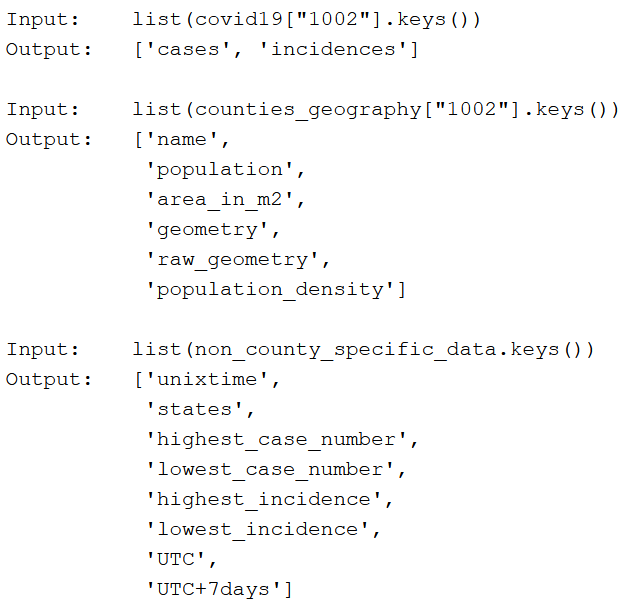 Input:    list(covid19["1002"].keys())
Output:   ['cases', 'incidences']
Input:    list(counties_geography["1002"].keys())
Output:   ['name',
'population',
'area_in_m2',
'geometry',
'raw_geometry',
'population_density']
Input:    list(non_county_specific_data.keys())
Output:   ['unixtime',
'states',
'highest_case_number',
'lowest_case_number',
'highest_incidence',
'lowest_incidence',
'UTC',
'UTC+7days']